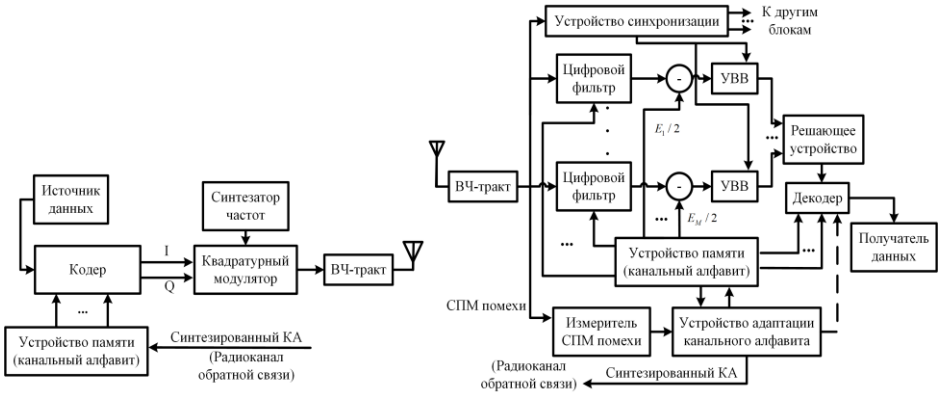 Источник
данных
Кодер
I
Q
Синтезатор
частот
Квадратурный
модулятор
ВЧ-тракт
...
Устройство памяти
(канальный алфавит)
Синтезированный КА
(Радиоканал
обратной связи)
Устройство синхронизации
К другим
блокам
Цифровой
фильтр
-
УВВ
E₁ / 2
...
Решающее
устройство
ВЧ-тракт
Цифровой
фильтр
-
УВВ
Декодер
...
...
E_M / 2
...
Устройство памяти
(канальный алфавит)
Получатель
данных
СПМ помехи
Измеритель
СПМ помехи
Устройство адаптации
канального алфавита
(Радиоканал
обратной связи)
Синтезированный КА